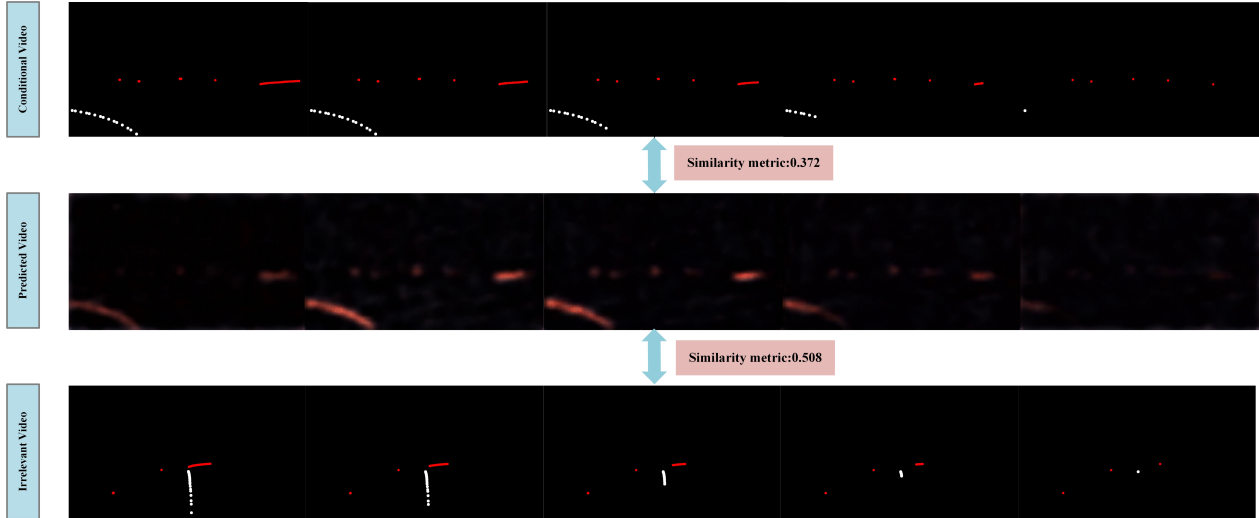 Conditional Video
Similarity metric:0.372
Predicted Video
Similarity metric:0.508
Irrelevant Video